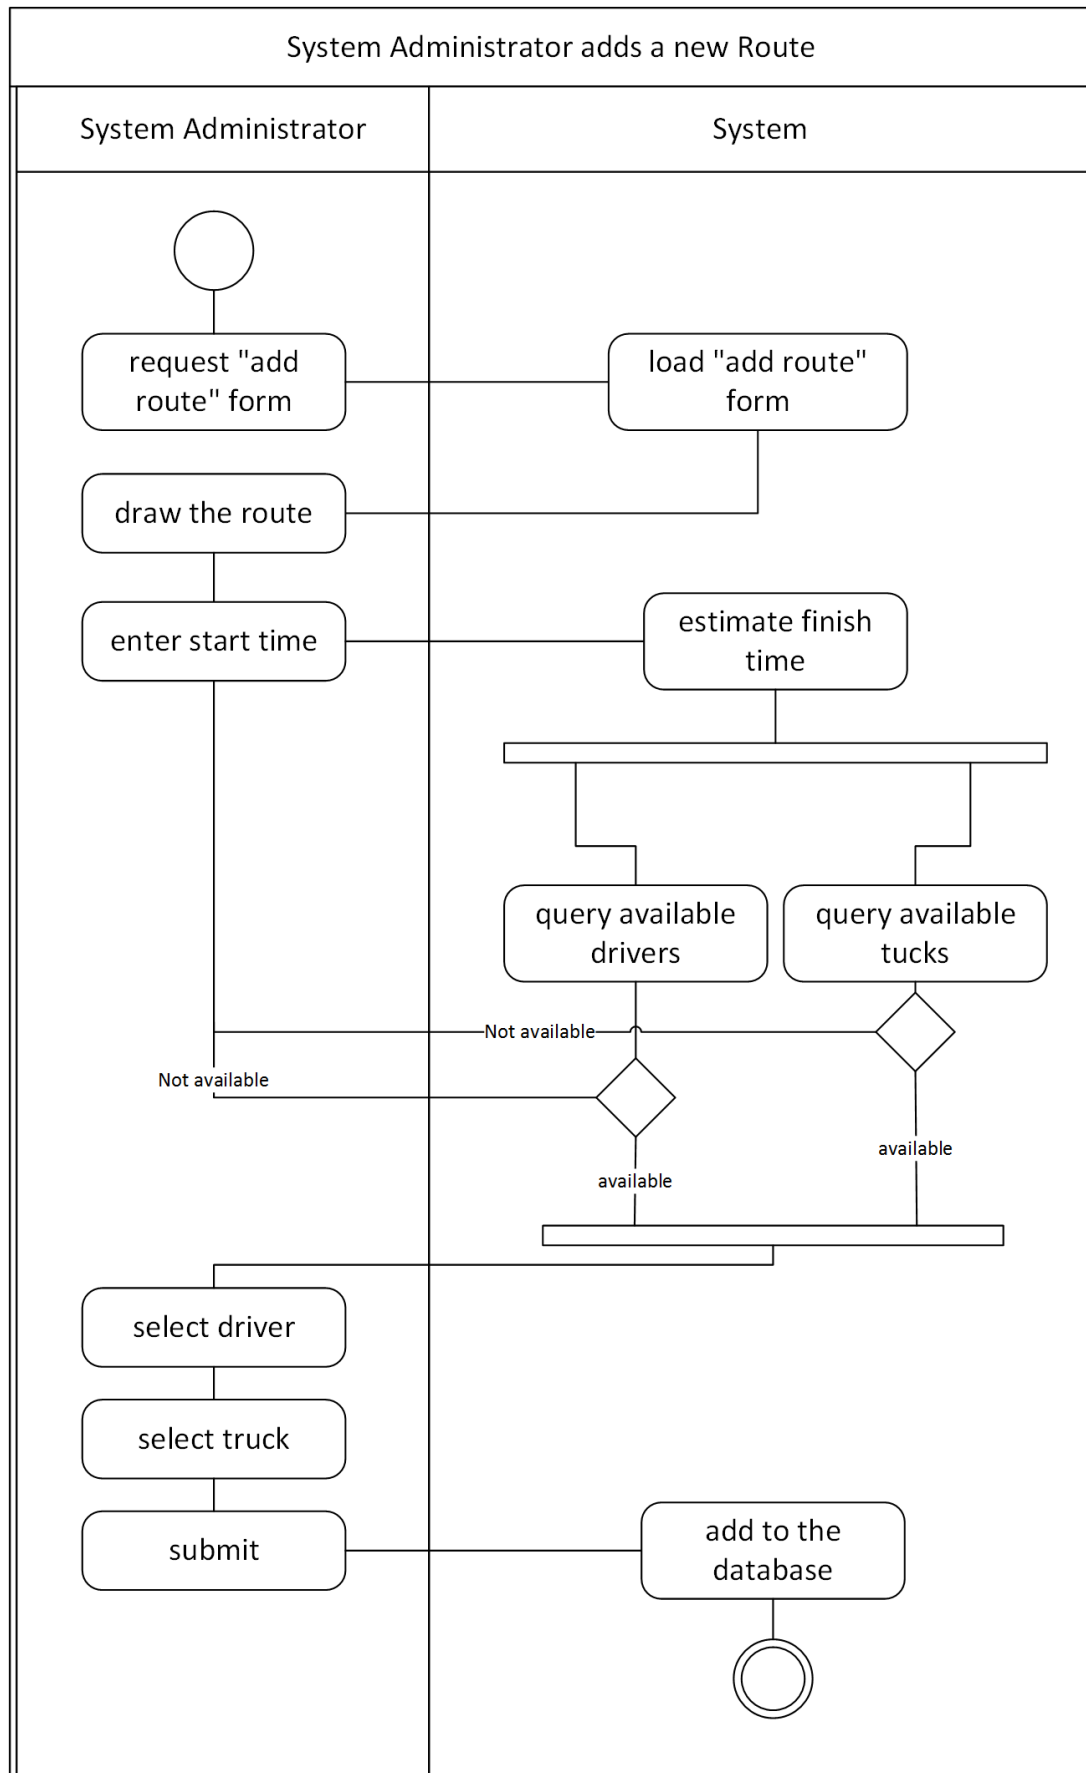 System Administrator adds a new Route
System Administrator
System
request "add
route" form
load "add route"
form
draw the route
enter start time
estimate finish
time
query available
drivers
query available
tucks
Not available
Not available
available
available
select driver
select truck
submit
add to the
database